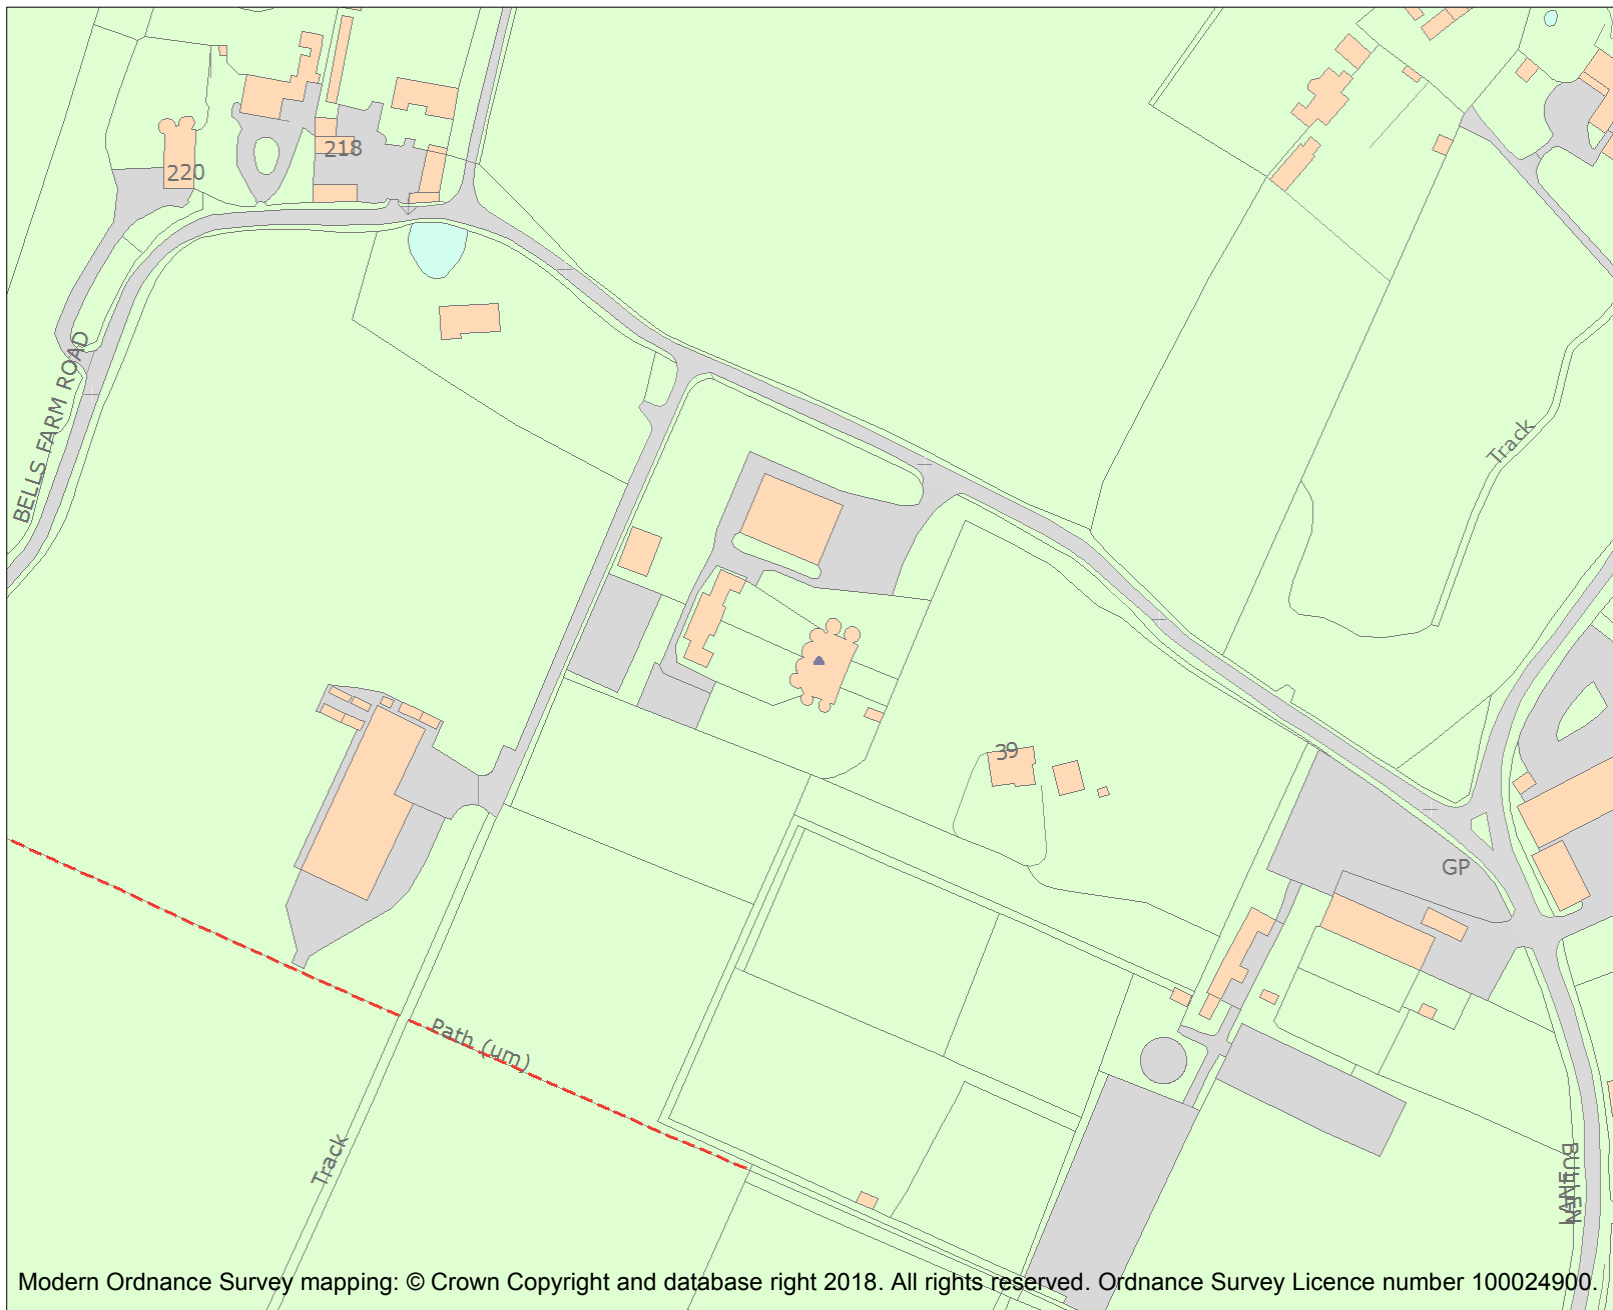 218
220
BELLS FARM ROAD
Track
39
GP
Path (um)
Track
BULLEN
Modern Ordnance Survey mapping: © Crown Copyright and database right 2018. All rights reserved. Ordnance Survey Licence number 100024900.